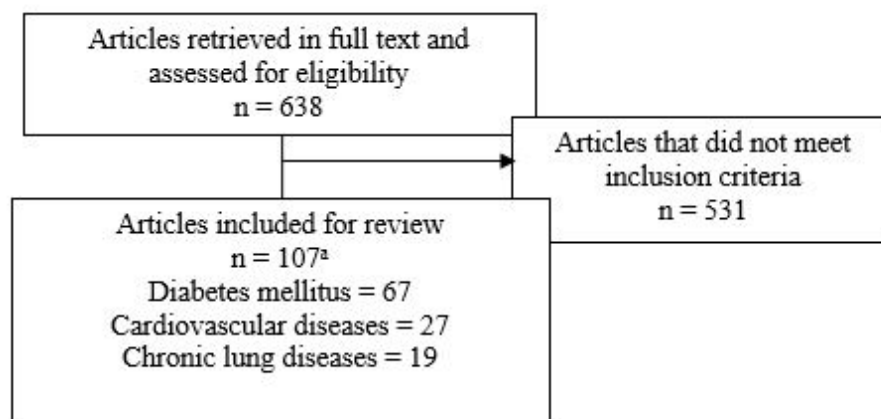 Articles retrieved in full text and
assessed for eligibility
n = 638
Articles that did not meet
inclusion criteria
n = 531
Articles included for review
n = 107ª
Diabetes mellitus = 67
Cardiovascular diseases = 27
Chronic lung diseases = 19